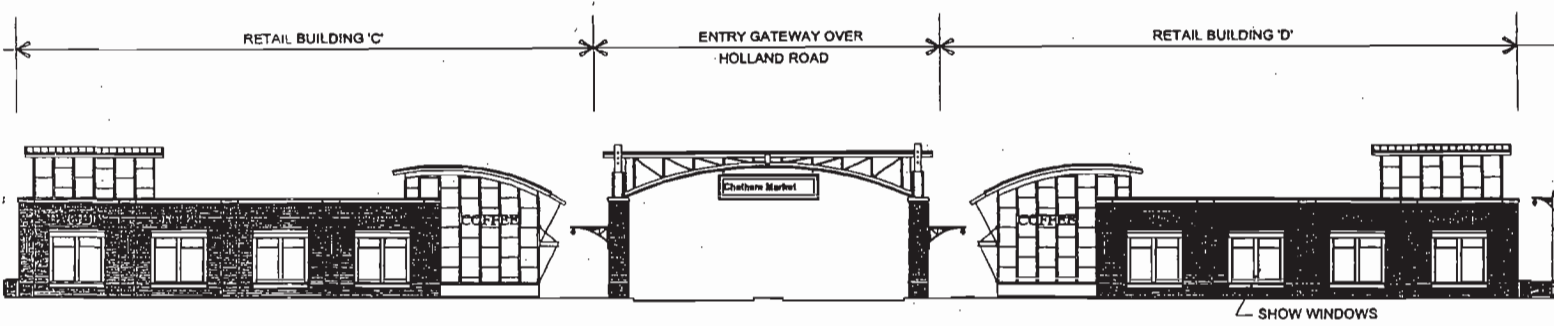 RETAIL BUILDING 'C'
ENTRY GATEWAY OVER
HOLLAND ROAD
RETAIL BUILDING 'D'
Chatham Market
COFFEE
COFFEE
SHOW WINDOWS